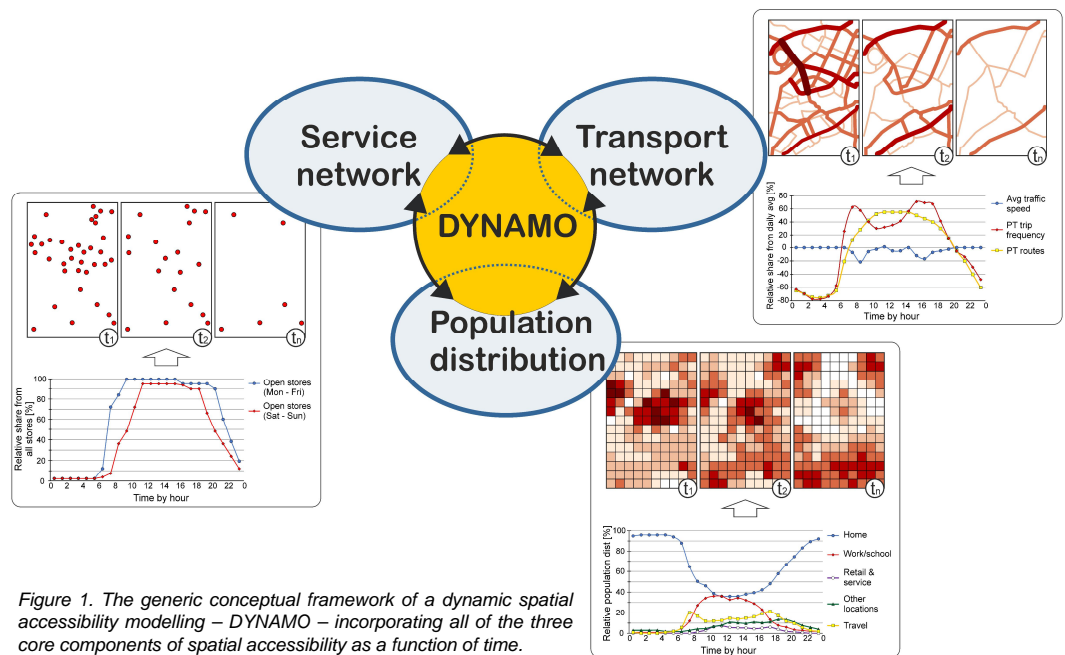 Service
network
Transport
network
DYNAMO
Population
distribution
t1
t2
tn
Relative share from daily avg [%]
80
60
40
20
0
-20
-40
-60
-80
0 2 4 6 8 10 12 14 16 18 20 22 0
Time by hour
Avg traffic
speed
PT trip
frequency
PT routes
t1
t2
tn
Relative share from
all stores [%]
100
80
60
40
20
0
0 2 4 6 8 10 12 14 16 18 20 22 0
Time by hour
Open stores
(Mon - Fri)
Open stores
(Sat - Sun)
t1
t2
tn
Relative population dist [%]
100
80
60
40
20
0
0 2 4 6 8 10 12 14 16 18 20 22 0
Time by hour
Home
Work/school
Retail &
service
Other
locations
Travel
Figure 1. The generic conceptual framework of a dynamic spatial
accessibility modelling – DYNAMO – incorporating all of the three
core components of spatial accessibility as a function of time.